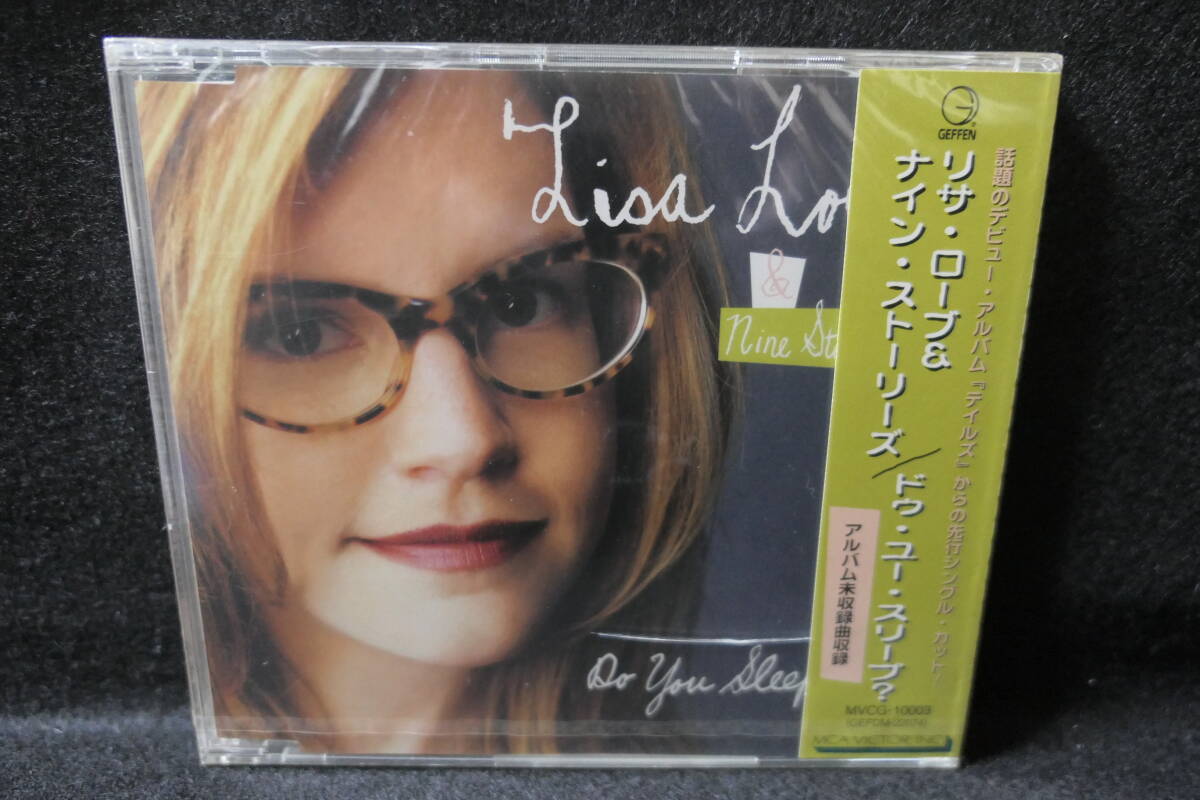 Lisa Lo
&
Nine St
Do You Sleep
GEFFEN
話題のデビュー・アルバム『テイルズ』からの先行シングル・カット!
リサ・ローブ&
ナイン・ストーリーズ/ドゥ・ユー・スリープ?
アルバム未収録曲収録
MVCG-10003
(GEFDM-22074)
MCA VICTOR, INC.